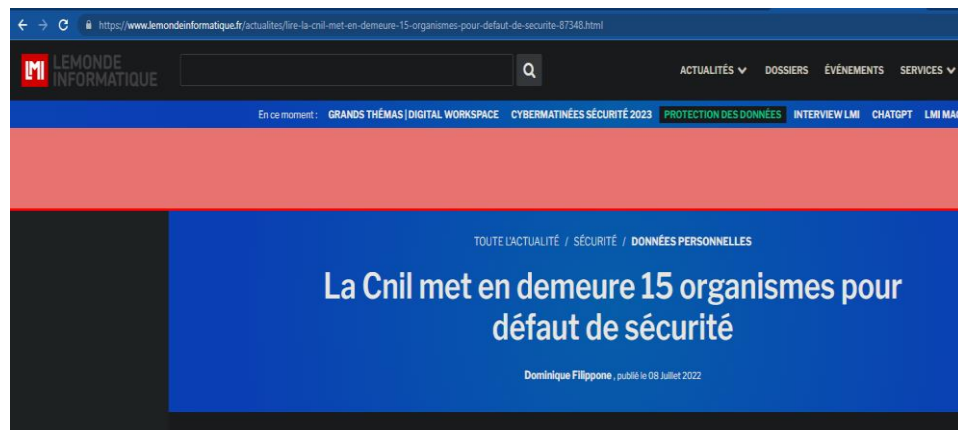 https://www.lemondeinformatique.fr/actualites/lire-la-cnil-met-en-demeure-15-organismes-pour-defaut-de-securite-87348.html
LMI LEMONDE
INFORMATIQUE
ACTUALITÉS DOSSIERS ÉVÉNEMENTS SERVICES
En ce moment : GRANDS THÉMAS | DIGITAL WORKSPACE CYBERMATINÉES SÉCURITÉ 2023 PROTECTION DES DONNÉES INTERVIEW LMI CHATGPT LMI MAG
TOUTE L'ACTUALITÉ / SÉCURITÉ / DONNÉES PERSONNELLES
La Cnil met en demeure 15 organismes pour
défaut de sécurité
Dominique Filippone , publié le 08 Juillet 2022